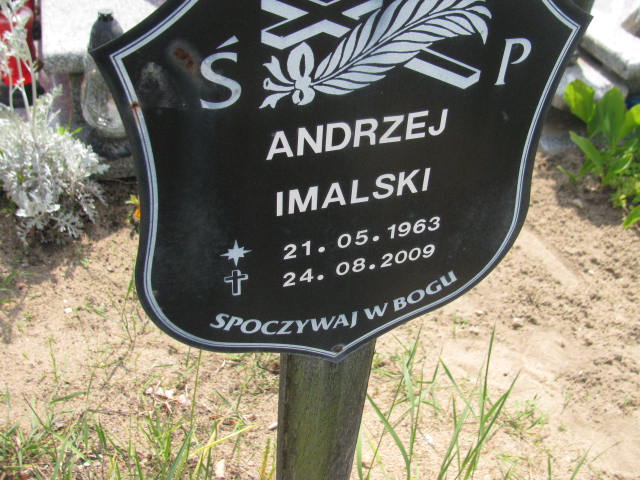 Ś P
ANDRZEJ
IMALSKI
21. 05. 1963
24. 08. 2009
SPOCZYWAJ W BOGU